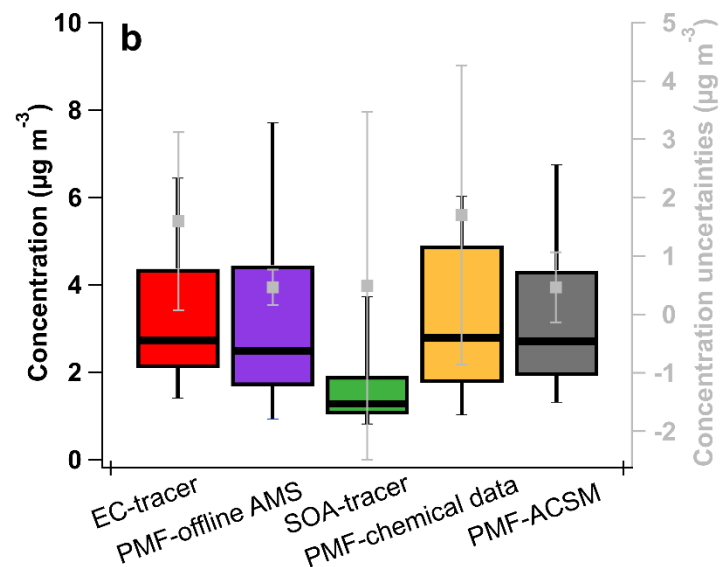 b
Concentration (µg m⁻³)
10
8
6
4
2
0
5
4
3
2
1
0
-1
-2
Concentration uncertainties (µg m⁻³)
EC-tracer
PMF-offline AMS
SOA-tracer
PMF-chemical data
PMF-ACSM